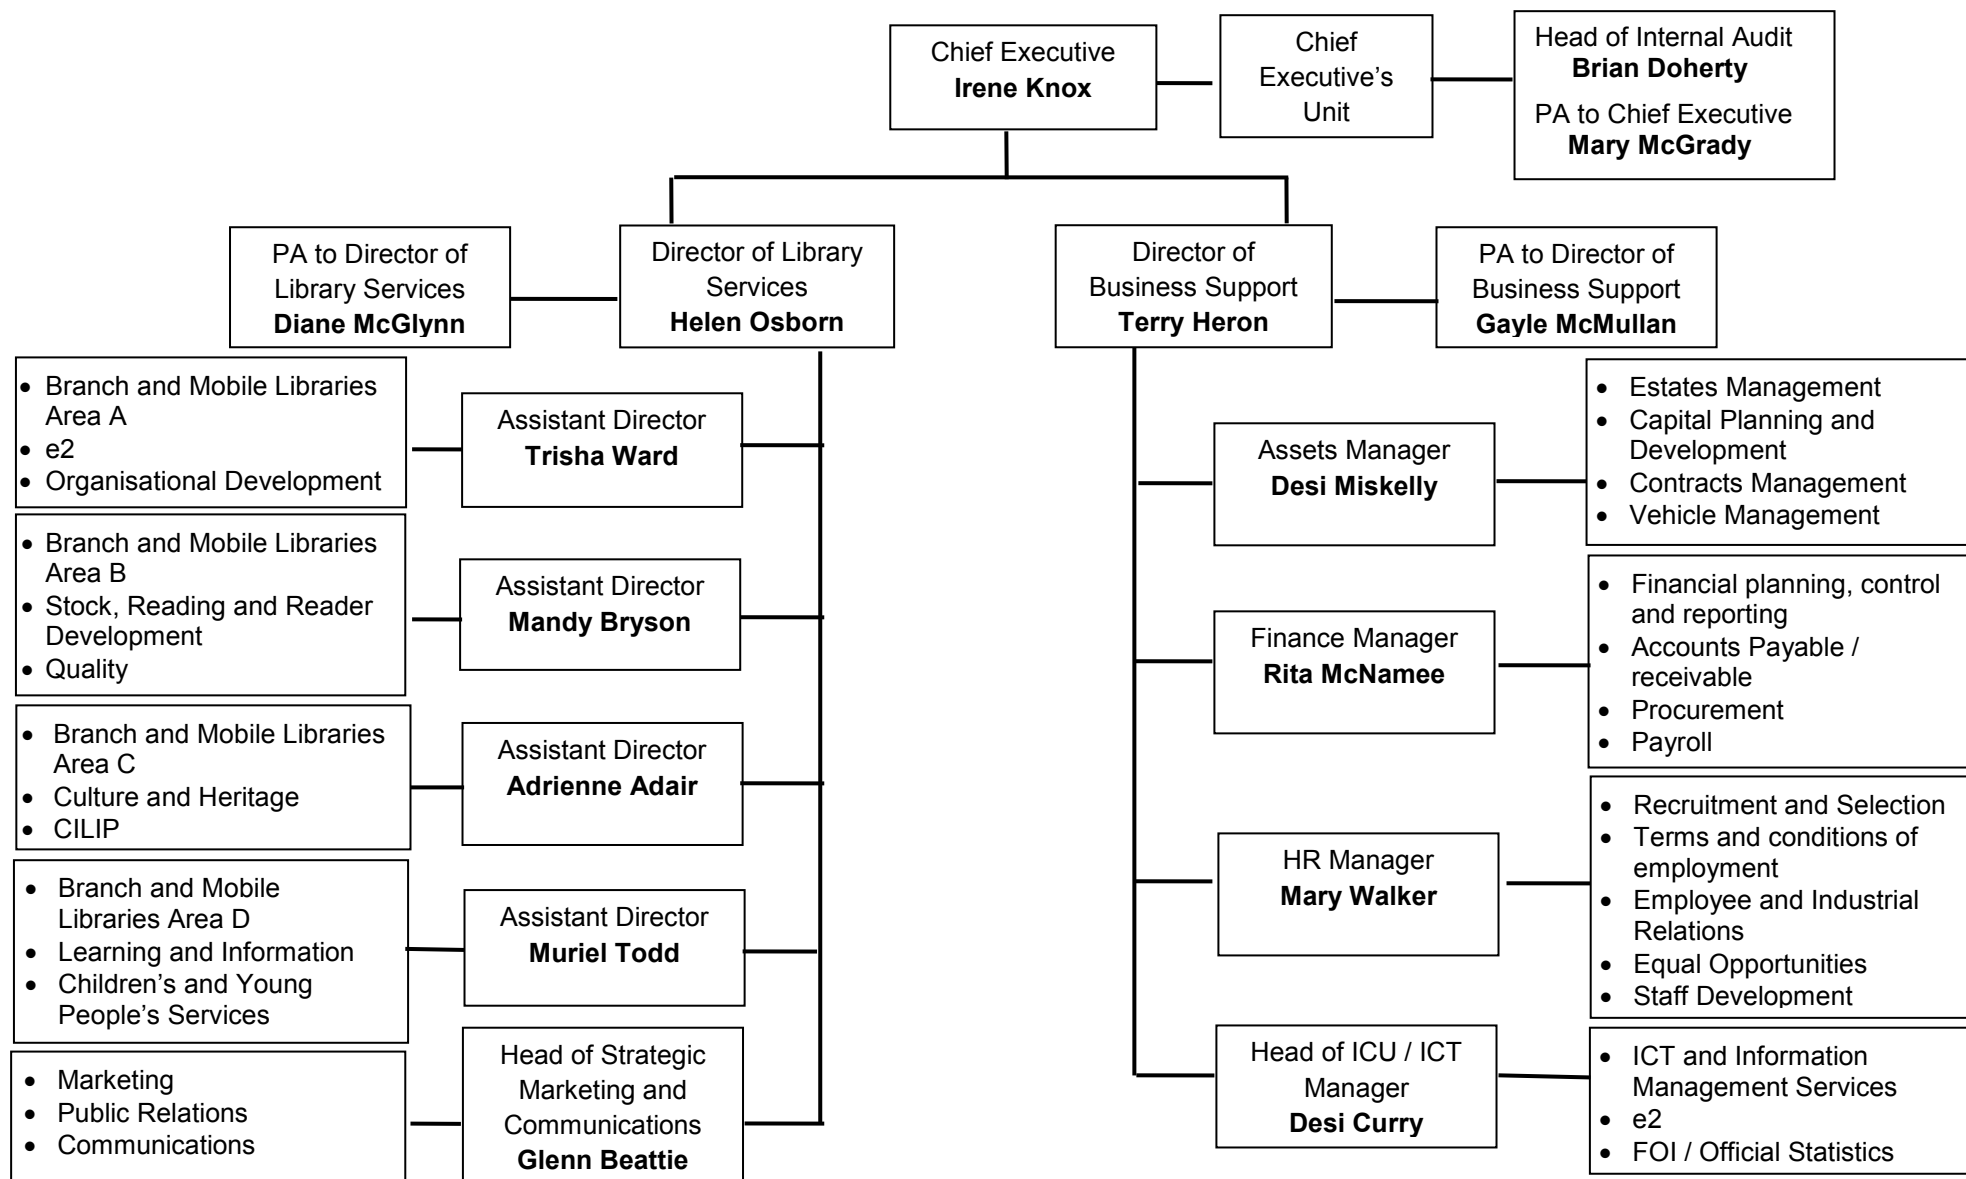 Chief Executive
Irene Knox
Chief
Executive’s
Unit
Head of Internal Audit
Brian Doherty
PA to Chief Executive
Mary McGrady
PA to Director of
Library Services
Diane McGlynn
Director of Library
Services
Helen Osborn
Director of
Business Support
Terry Heron
PA to Director of
Business Support
Gayle McMullan
• Branch and Mobile Libraries
Area A
• e2
• Organisational Development
Assistant Director
Trisha Ward
• Branch and Mobile Libraries
Area B
• Stock, Reading and Reader
Development
• Quality
Assistant Director
Mandy Bryson
• Branch and Mobile Libraries
Area C
• Culture and Heritage
• CILIP
Assistant Director
Adrienne Adair
• Branch and Mobile
Libraries Area D
• Learning and Information
• Children’s and Young
People’s Services
Assistant Director
Muriel Todd
• Marketing
• Public Relations
• Communications
Head of Strategic
Marketing and
Communications
Glenn Beattie
Assets Manager
Desi Miskelly
• Estates Management
• Capital Planning and
Development
• Contracts Management
• Vehicle Management
Finance Manager
Rita McNamee
• Financial planning, control
and reporting
• Accounts Payable /
receivable
• Procurement
• Payroll
HR Manager
Mary Walker
• Recruitment and Selection
• Terms and conditions of
employment
• Employee and Industrial
Relations
• Equal Opportunities
• Staff Development
Head of ICU / ICT
Manager
Desi Curry
• ICT and Information
Management Services
• e2
• FOI / Official Statistics